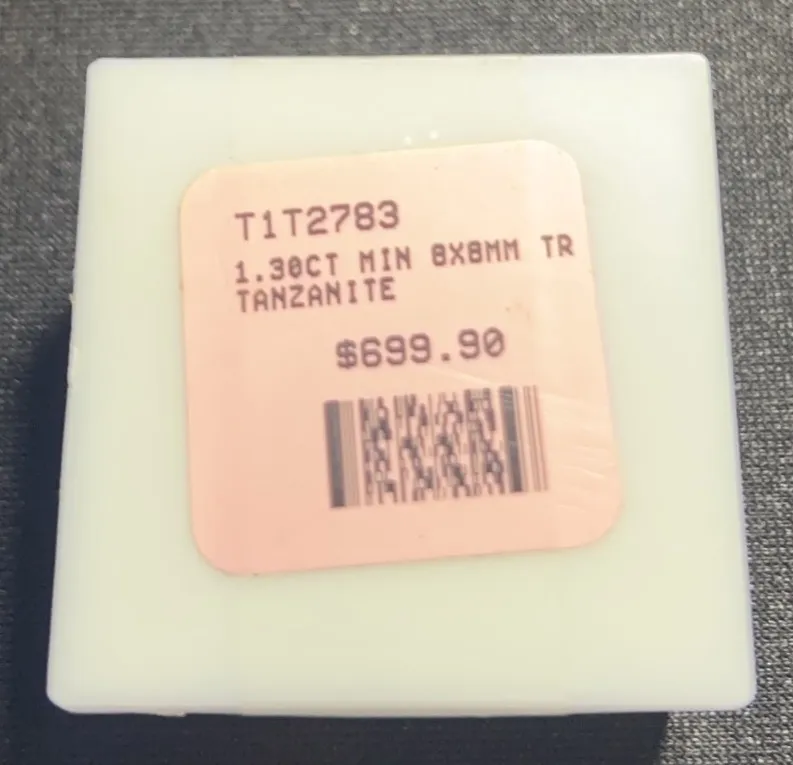 T1T2783
1.30CT MIN 8X8MM TR
TANZANITE
$699.90